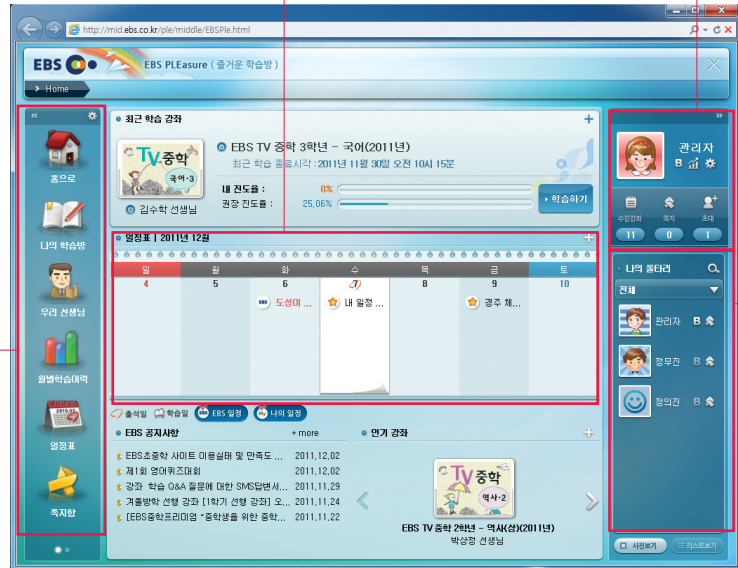 http://mid.ebs.co.kr/ple/middle/EBSPle.html
EBS EBS PLEasure ( 즐거운 학습방 )
Home
홈으로
나의 학습방
우리 선생님
월별학습이력
2010.03
일정표
쪽지함
최근 학습 강좌
TV중학
국어·3
김수학 선생님
EBS TV 중학 3학년 - 국어(2011년)
최근 학습 종료시각 : 2011년 11월 30일 오전 10시 15분
내 진도율 : 0%
권장 진도율 : 25,06%
학습하기
일정표 | 2011년 12월
일 월 화 수 목 금 토
4 5 6 7 8 9 10
EBS 도성미 ... 내 일정 ... 경주 체...
출석일 학습일 EBS 일정 나의 일정
EBS 공지사항 + more
EBS초중학 사이트 이용실태 및 만족도 ... 2011,12,02
제1회 영어퀴즈대회 2011,12,02
강좌 학습 Q&A 질문에 대한 SMS답변서... 2011,11,29
겨울방학 선행 강좌 [1학기 선행 강좌] 오... 2011,11,24
[EBS중학프리미엄 "중학생을 위한 중학... 2011,11,22
인기 강좌
TV중학
역사·2
EBS TV 중학 2학년 - 역사(상)(2011년)
박상정 선생님
관리자
B
수강강좌 쪽지 초대
11 0 1
나의 울타리
전체
관리자 B
정무진 B
정의진 B
사진보기 리스트보기